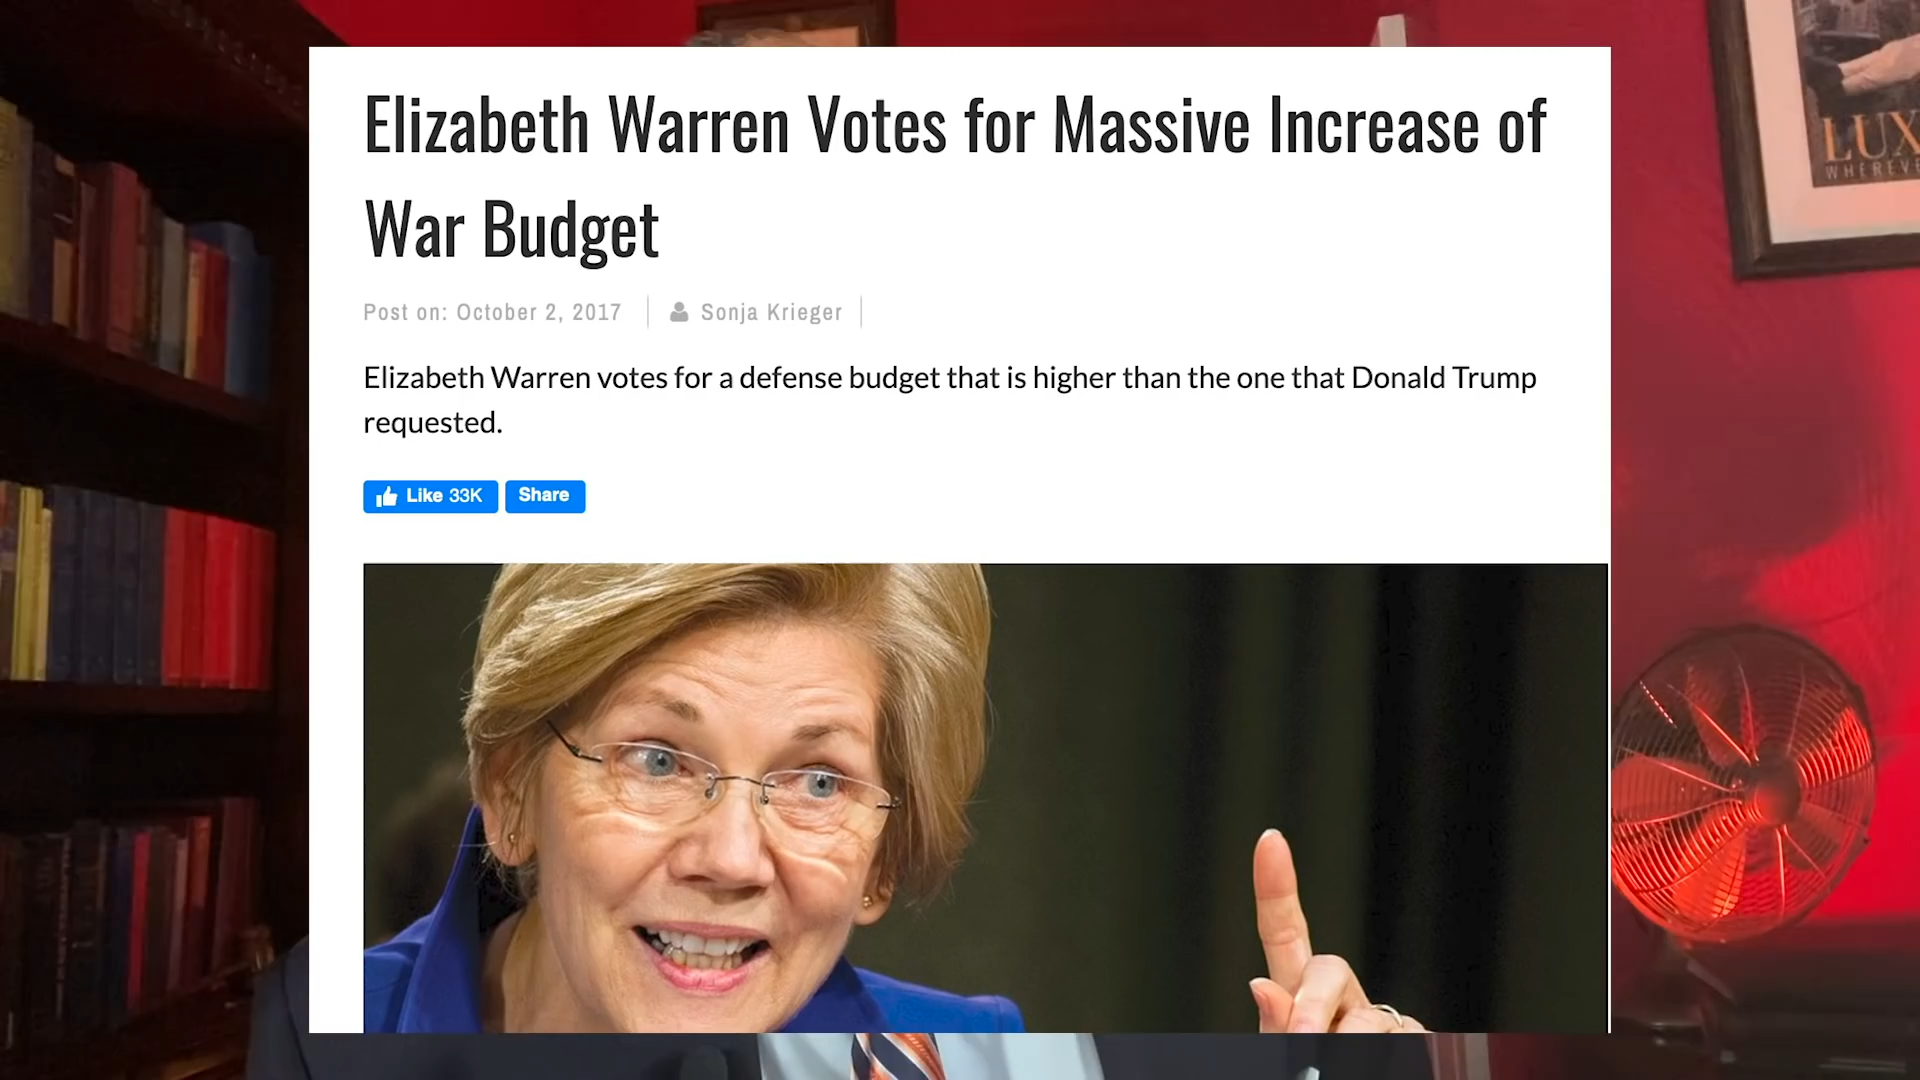 Elizabeth Warren Votes for Massive Increase of
War Budget
Post on: October 2, 2017
Sonja Krieger
Elizabeth Warren votes for a defense budget that is higher than the one that Donald Trump
requested.
Like 33K
Share
LUX
WHEREVE